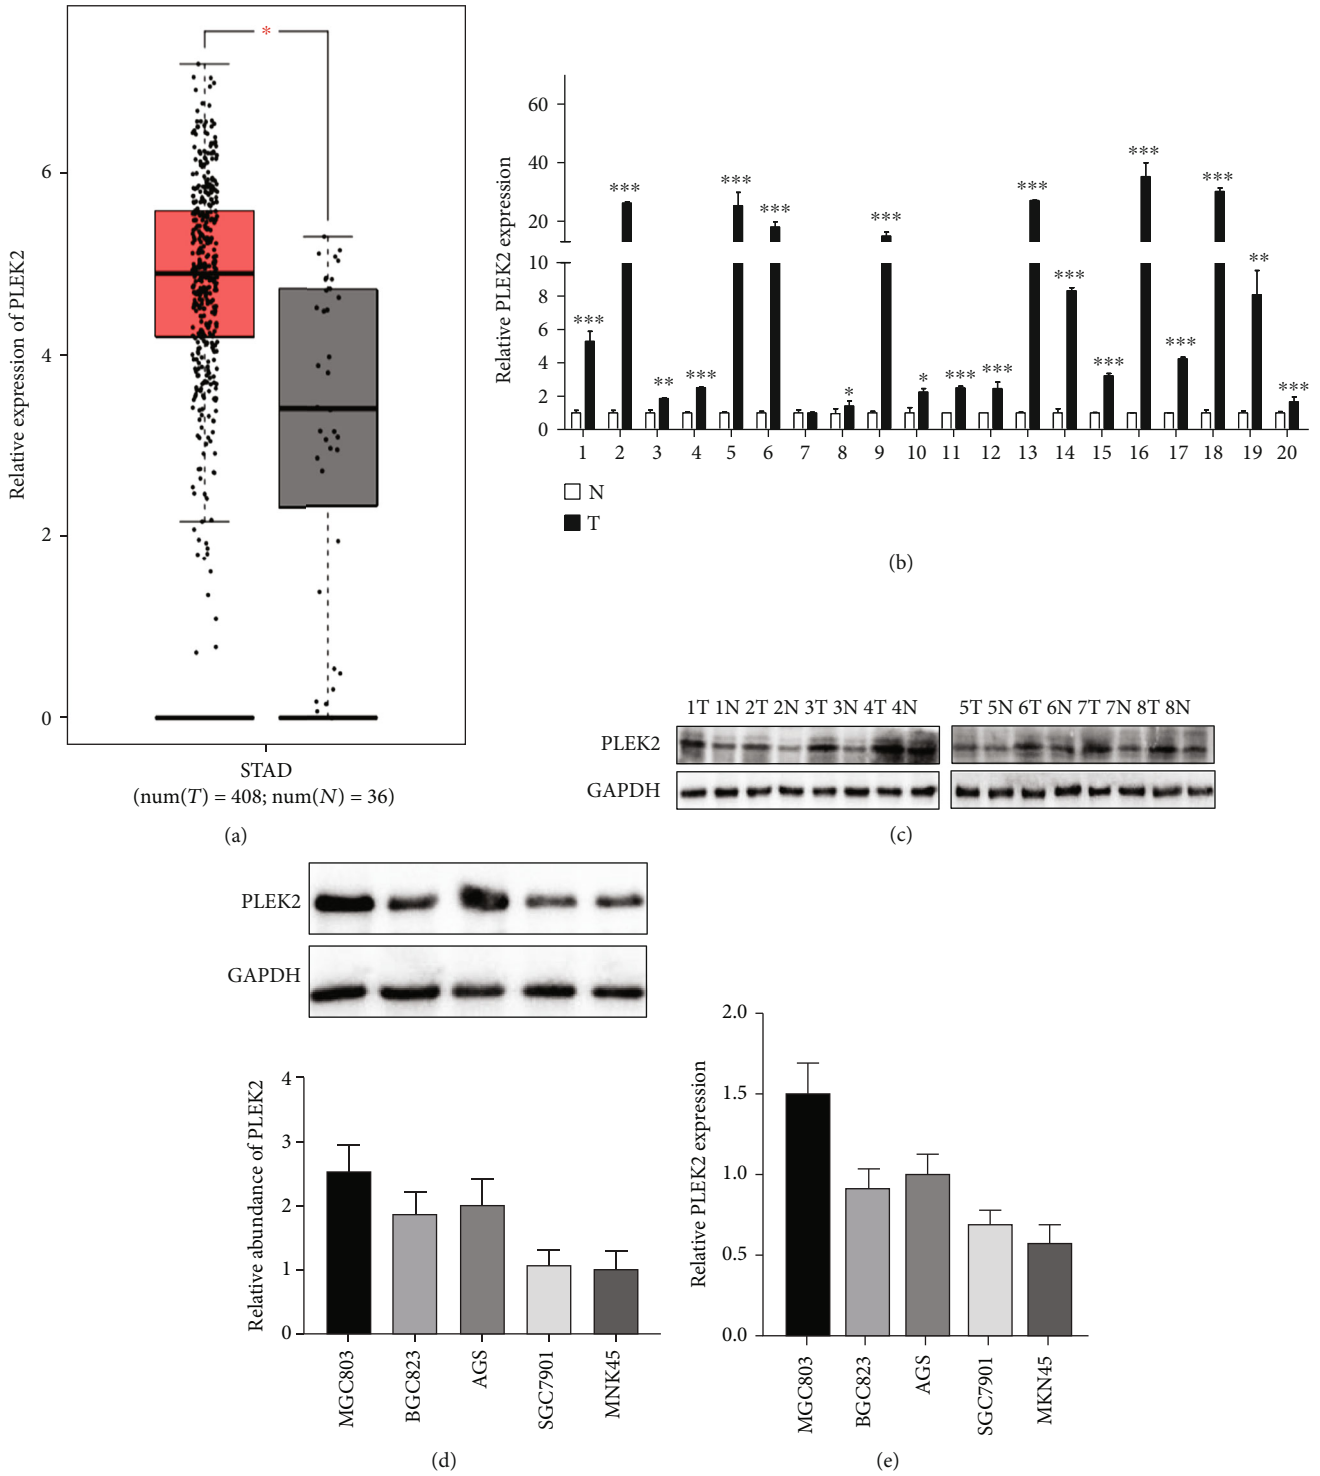 *
Relative expression of PLEK2
6
4
2
0
STAD
(num(T) = 408; num(N) = 36)
(a)
Relative PLEK2 expression
60
40
20
10
8
6
4
2
0
***
***
**
***
***
***
*
***
*
***
***
***
***
***
***
***
**
***
1 2 3 4 5 6 7 8 9 10 11 12 13 14 15 16 17 18 19 20
N
T
(b)
1T 1N 2T 2N 3T 3N 4T 4N
5T 5N 6T 6N 7T 7N 8T 8N
PLEK2
GAPDH
(c)
PLEK2
GAPDH
Relative abundance of PLEK2
4
3
2
1
0
MGC803
BGC823
AGS
SGC7901
MNK45
(d)
Relative PLEK2 expression
2.0
1.5
1.0
0.5
0.0
MGC803
BGC823
AGS
SGC7901
MKN45
(e)